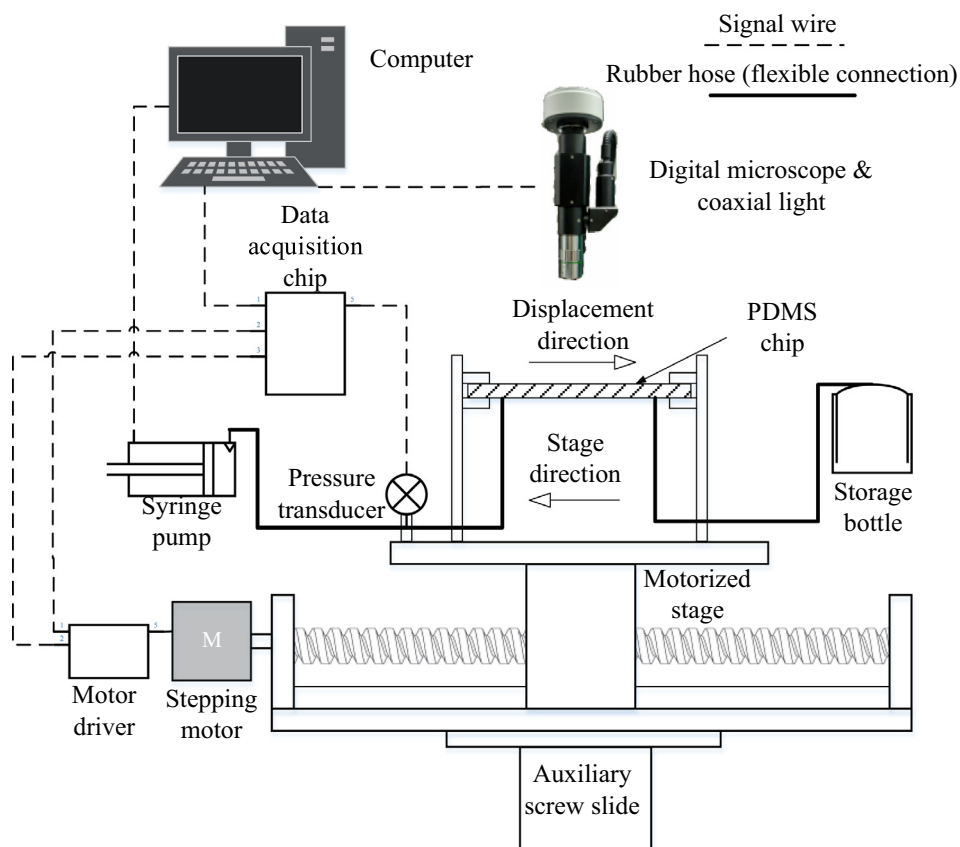 Signal wire
Computer
Rubber hose (flexible connection)
Digital microscope &
coaxial light
Data
acquisition
chip
1
5
2
3
Displacement
direction
PDMS
chip
Stage
direction
Pressure
transducer
Syringe
pump
Storage
bottle
Motorized
stage
1
2
5
M
Motor
driver
Stepping
motor
Auxiliary
screw slide